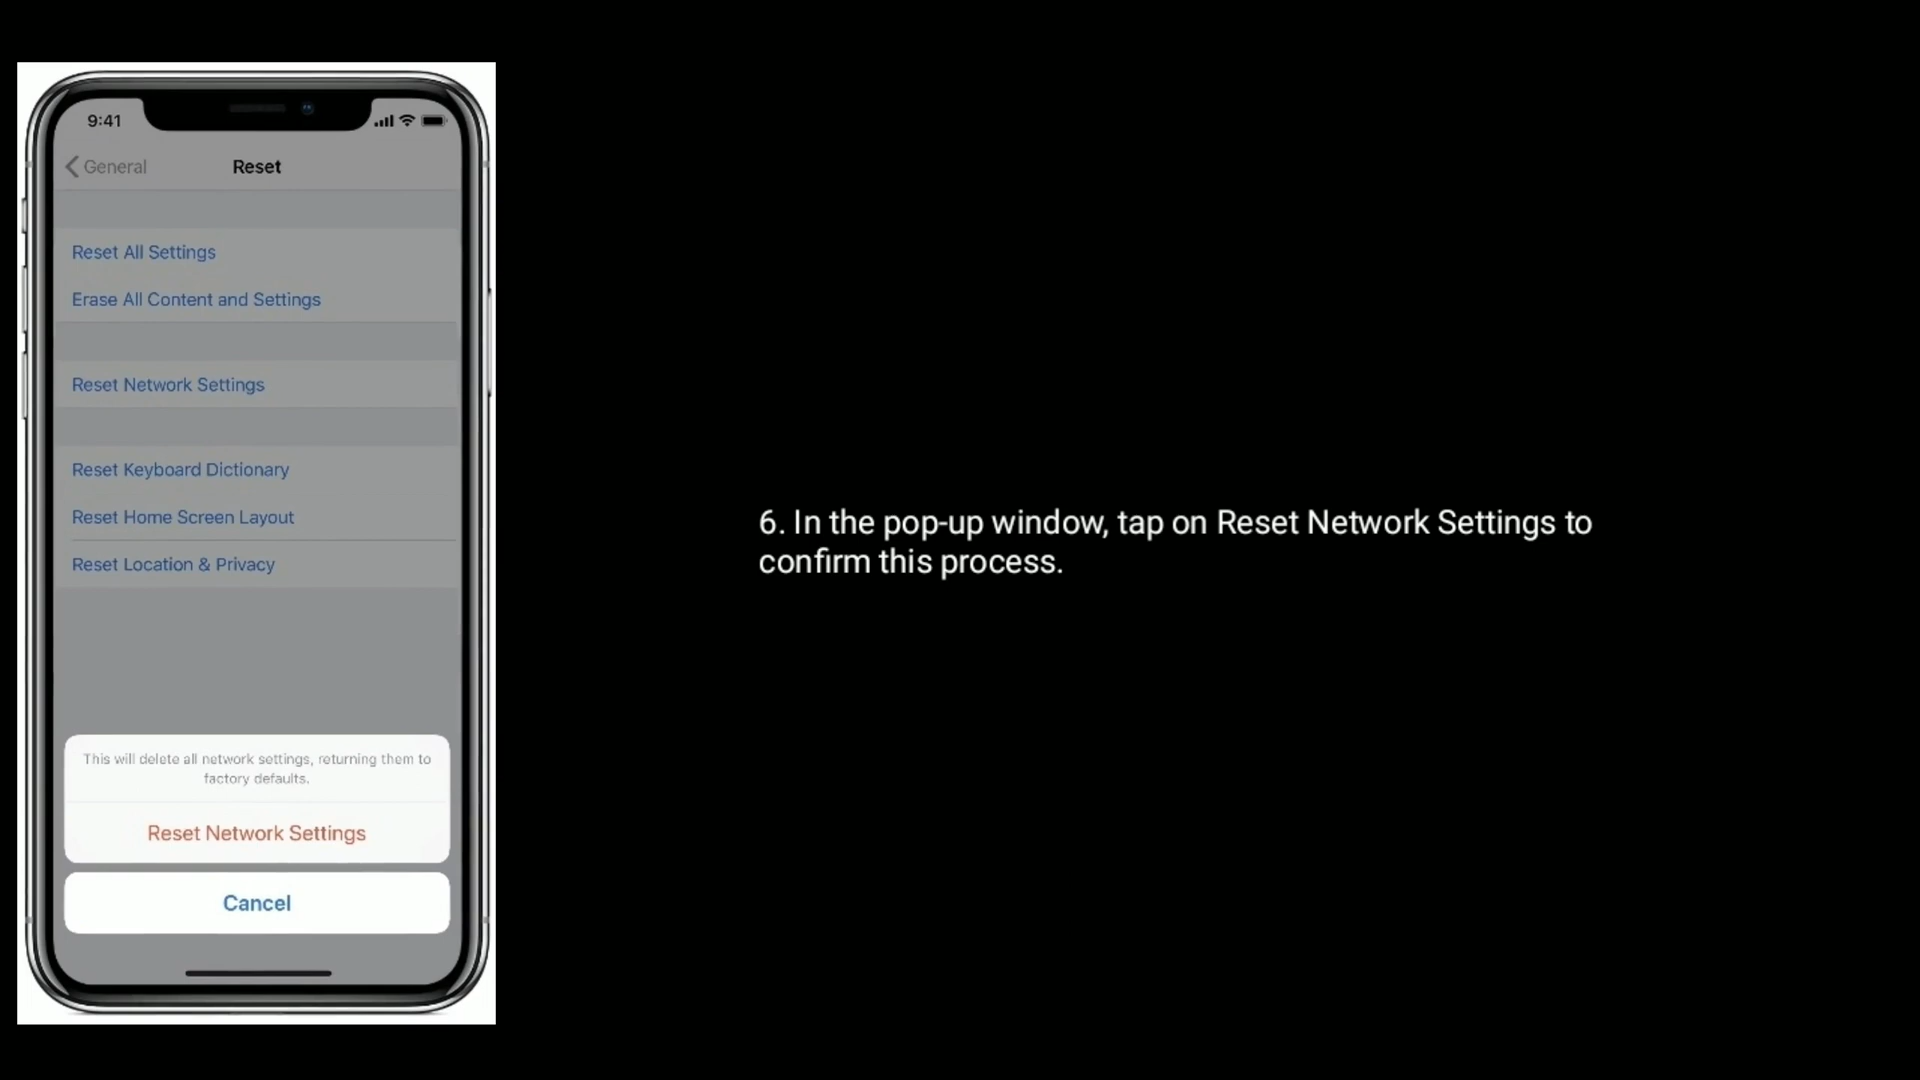 9:41
General
Reset
Reset All Settings
Erase All Content and Settings
Reset Network Settings
Reset Keyboard Dictionary
Reset Home Screen Layout
Reset Location & Privacy
This will delete all network settings, returning them to
factory defaults.
Reset Network Settings
Cancel
6. In the pop-up window, tap on Reset Network Settings to
confirm this process.